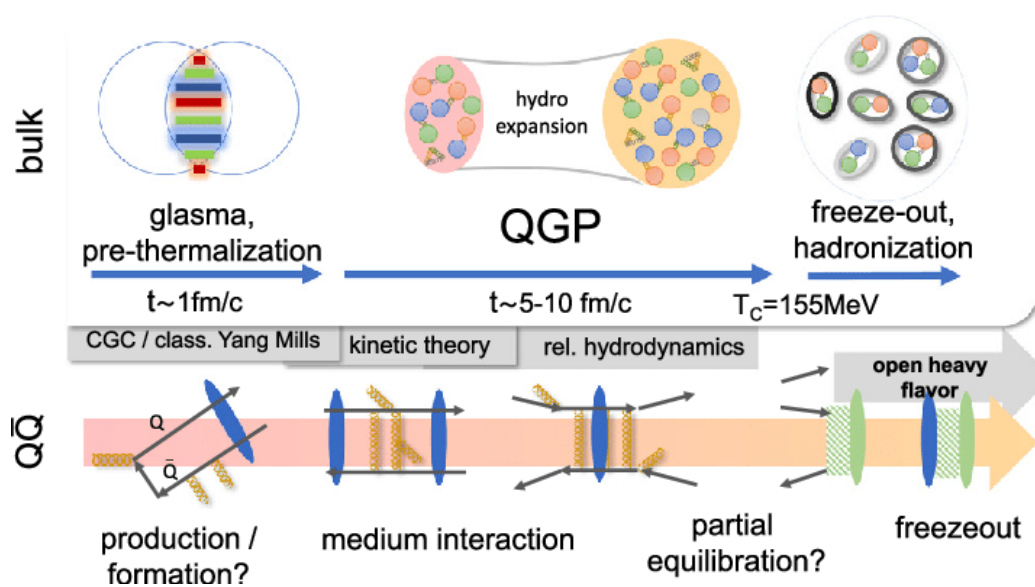 bulk
hydro
expansion
glasma,
pre-thermalization
QGP
freeze-out,
hadronization
t~1fm/c
t~5-10 fm/c
T_C=155MeV
CGC / class. Yang Mills
kinetic theory
rel. hydrodynamics
open heavy
flavor
QQ̄
Q
Q̄
production /
formation?
medium interaction
partial
equilibration?
freezeout